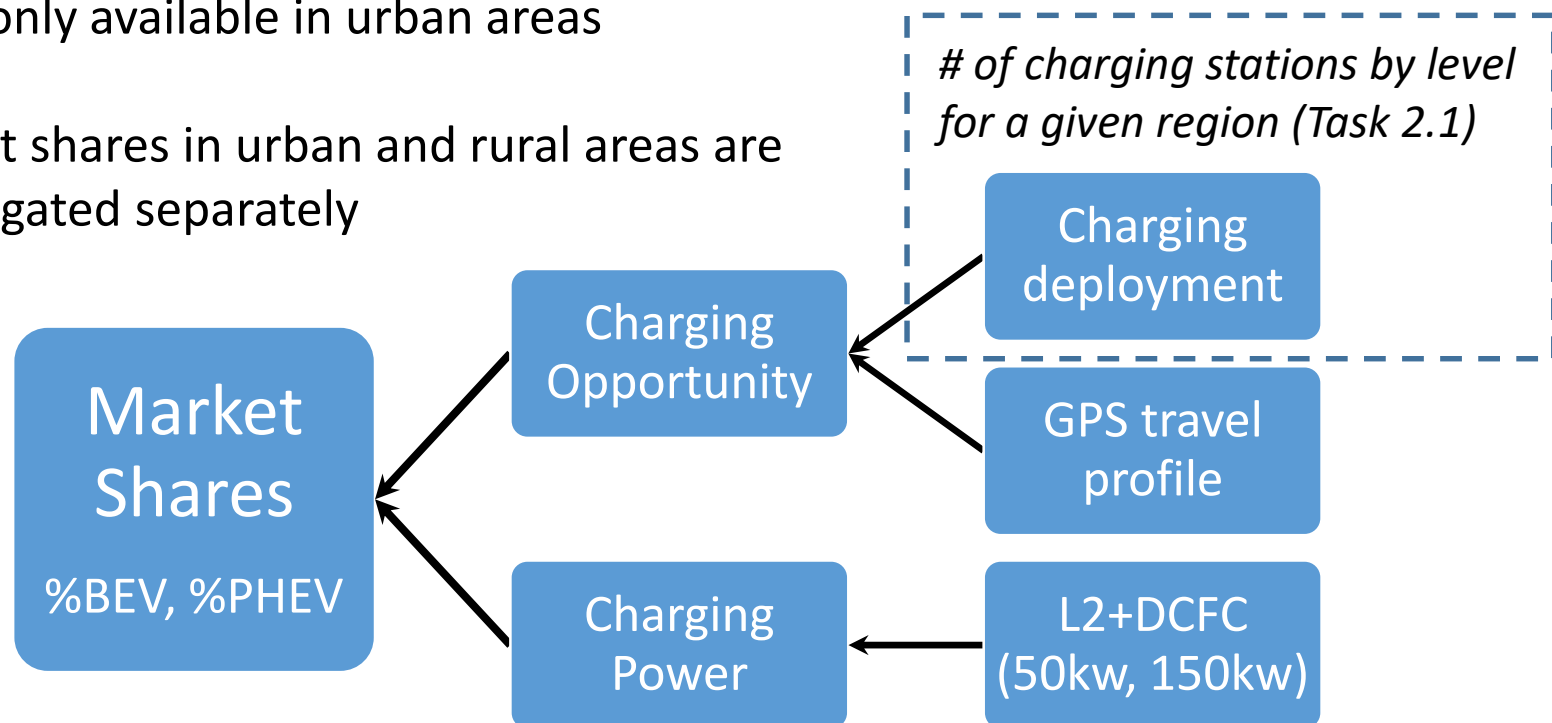 only available in urban areas
t shares in urban and rural areas are
gated separately
# of charging stations by level
for a given region (Task 2.1)
Charging
deployment
Charging
Opportunity
GPS travel
profile
Market
Shares
%BEV, %PHEV
Charging
Power
L2+DCFC
(50kw, 150kw)